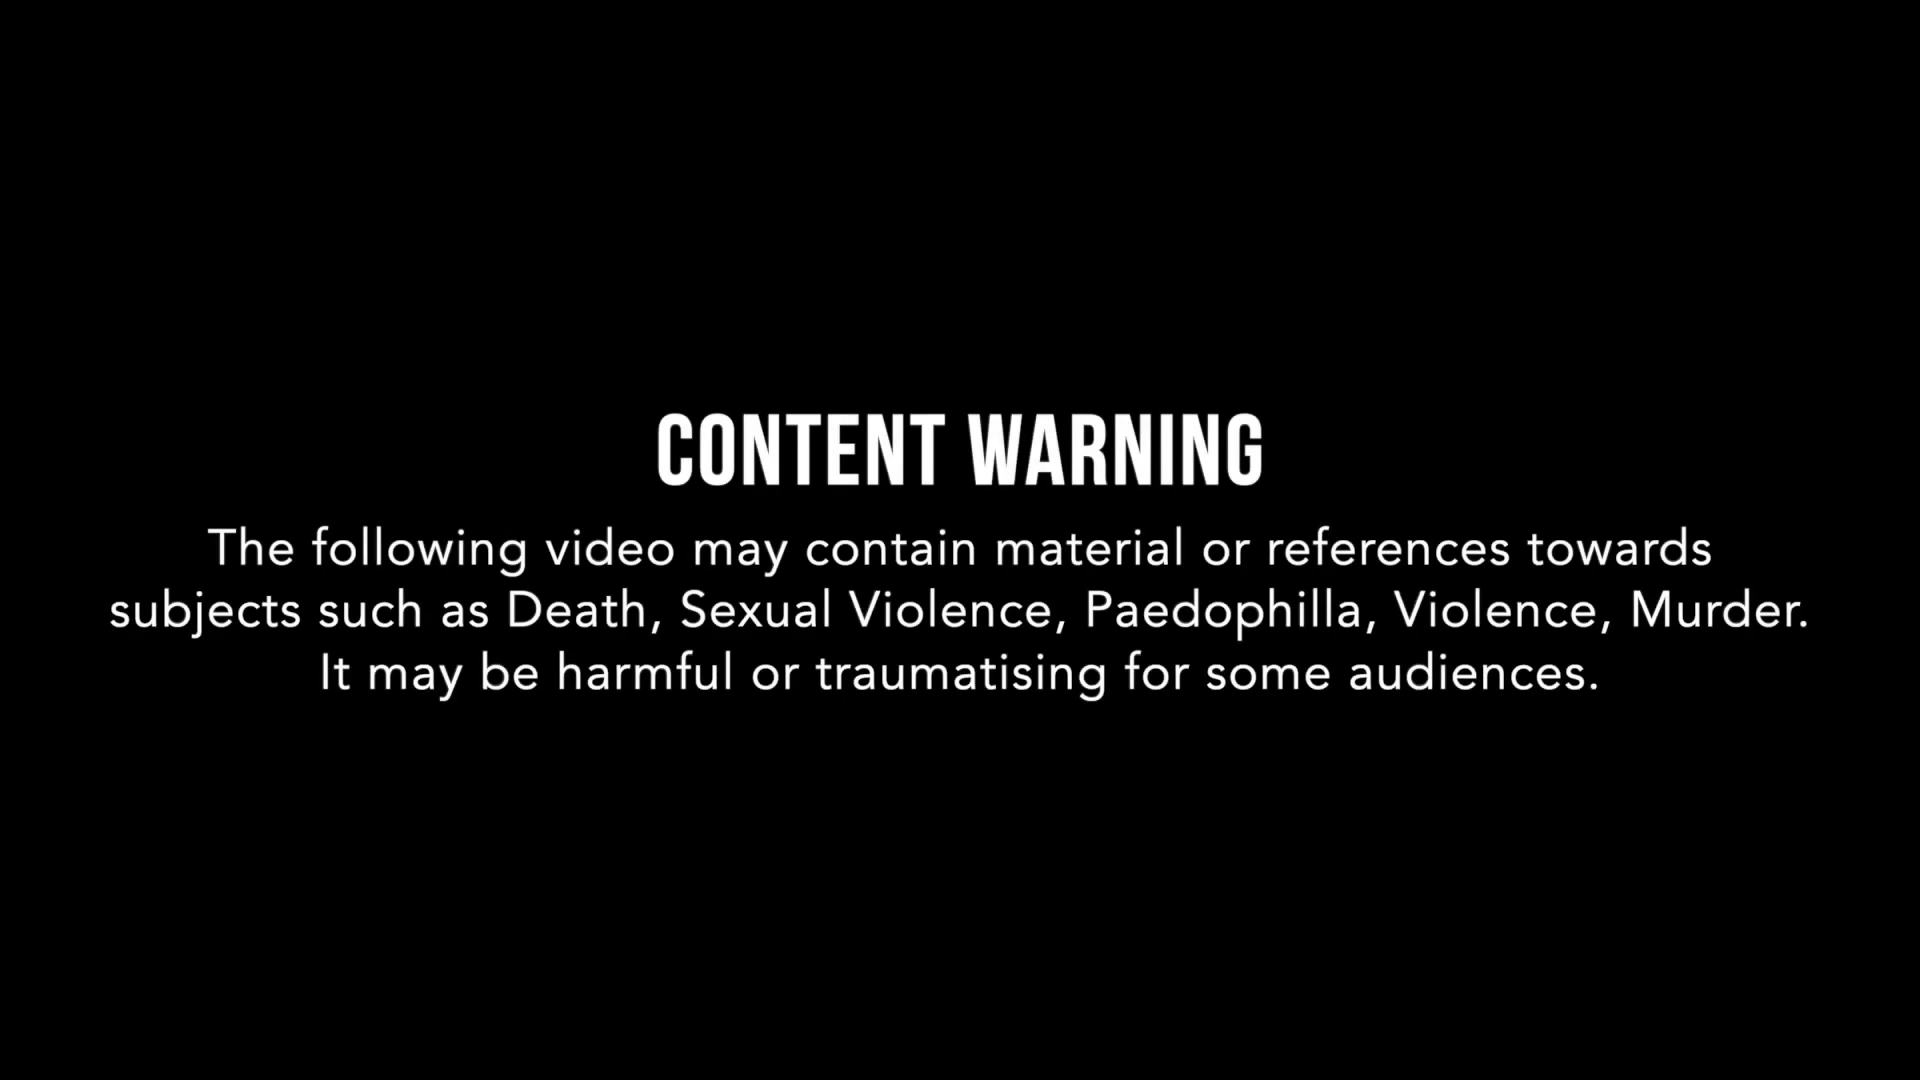 CONTENT WARNING
The following video may contain material or references towards
subjects such as Death, Sexual Violence, Paedophilla, Violence, Murder.
It may be harmful or traumatising for some audiences.